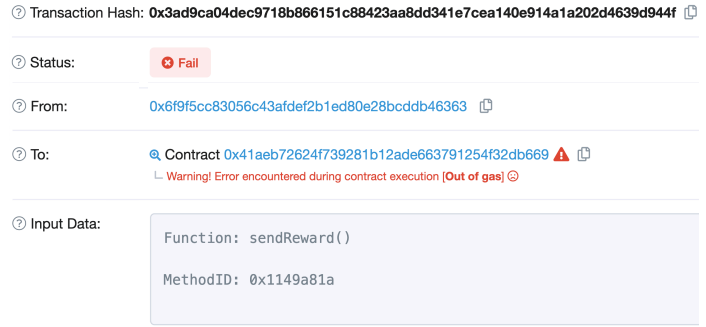 Transaction Hash: 0x3ad9ca04dec9718b866151c88423aa8dd341e7cea140e914a1a202d4639d944f
Status: Fail
From: 0x6f9f5cc83056c43afdef2b1ed80e28bcddb46363
To: Contract 0x41aeb72624f739281b12ade663791254f32db669
Warning! Error encountered during contract execution [Out of gas]
Input Data:
Function: sendReward()
MethodID: 0x1149a81a